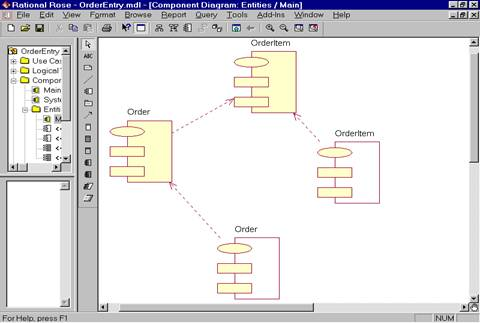 Rational Rose - OrderEntry.mdl - [Component Diagram: Entities / Main]
File Edit View Format Browse Report Query Tools Add-Ins Window Help
OrderEntry
Use Cas
Logical
Compor
Main
Syste
Entiti
ABC
OrderItem
Order
OrderItem
Order
For Help, press F1
NUM